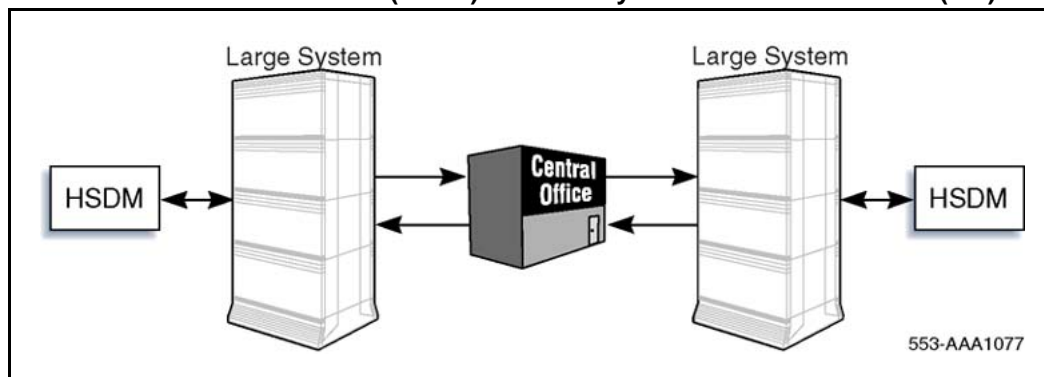 Large System
Large System
HSDM
Central
Office
HSDM
553-AAA1077